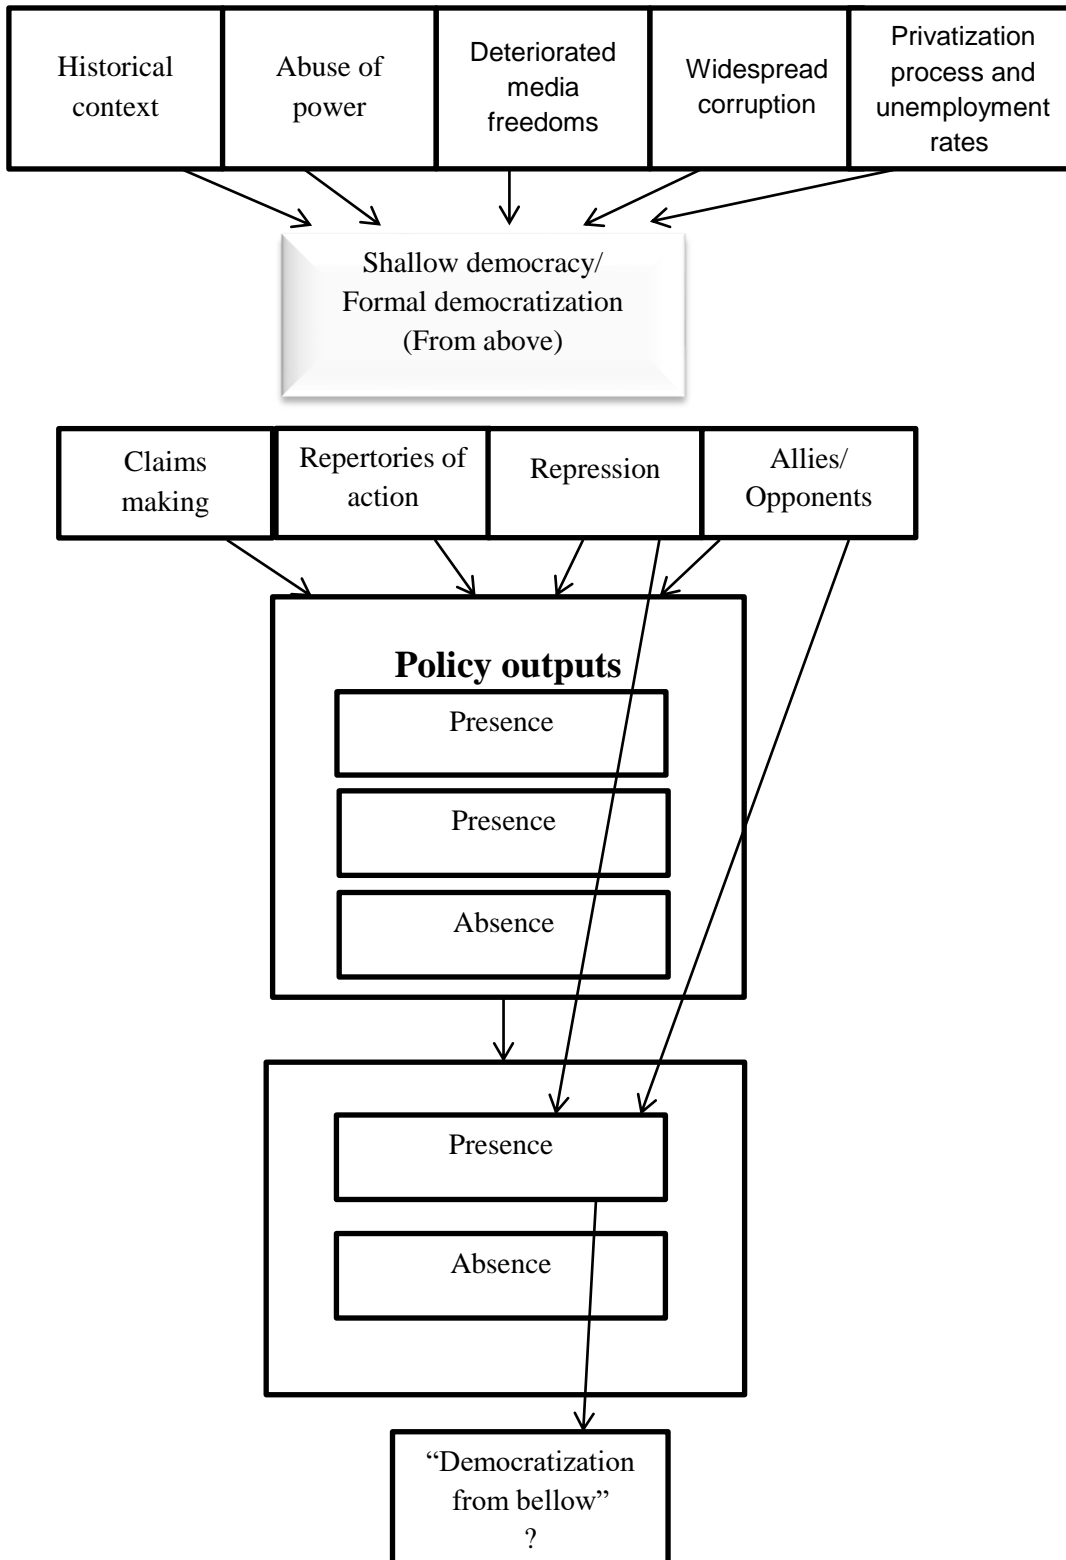 Historical
context
Abuse of
power
Deteriorated
media
freedoms
Widespread
corruption
Privatization
process and
unemployment
rates
Shallow democracy/
Formal democratization
(From above)
Claims
making
Repertories of
action
Repression
Allies/
Opponents
Policy outputs
Presence
Presence
Absence
Presence
Absence
“Democratization
from bellow”
?